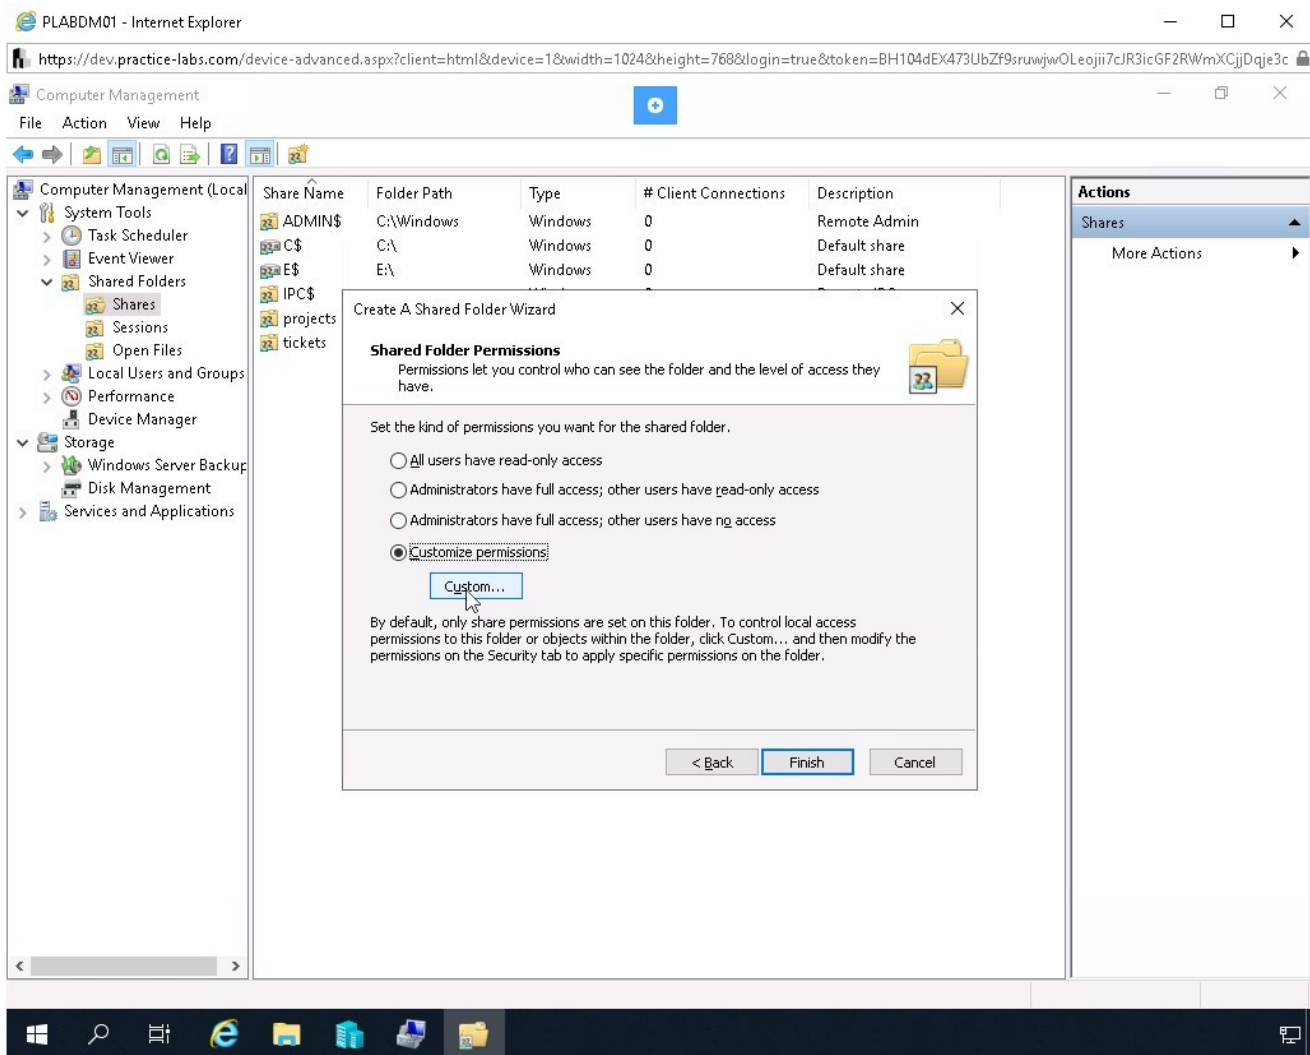 PLABDM01 - Internet Explorer
https://dev.practice-labs.com/device-advanced.aspx?client=html&device=1&width=1024&height=768&login=true&token=
Computer Management
File Action View Help
Computer Management (Local
System Tools
Task Scheduler
Event Viewer
Shared Folders
Shares
Sessions
Open Files
Local Users and Groups
Performance
Device Manager
Storage
Windows Server Backup
Disk Management
Services and Applications
Share Name Folder Path Type # Client Connections Description
ADMIN$ C:\Windows Windows 0 Remote Admin
C$ C:\ Windows 0 Default share
E$ E:\ Windows 0 Default share
IPC$
projects
tickets
Create A Shared Folder Wizard
Shared Folder Permissions
Permissions let you control who can see the folder and the level of access they
have.
Set the kind of permissions you want for the shared folder.
All users have read-only access
Administrators have full access; other users have read-only access
Administrators have full access; other users have no access
Customize permissions
Custom...
By default, only share permissions are set on this folder. To control local access
permissions to this folder or objects within the folder, click Custom... and then modify the
permissions on the Security tab to apply specific permissions on the folder.
< Back Finish Cancel
Actions
Shares
More Actions